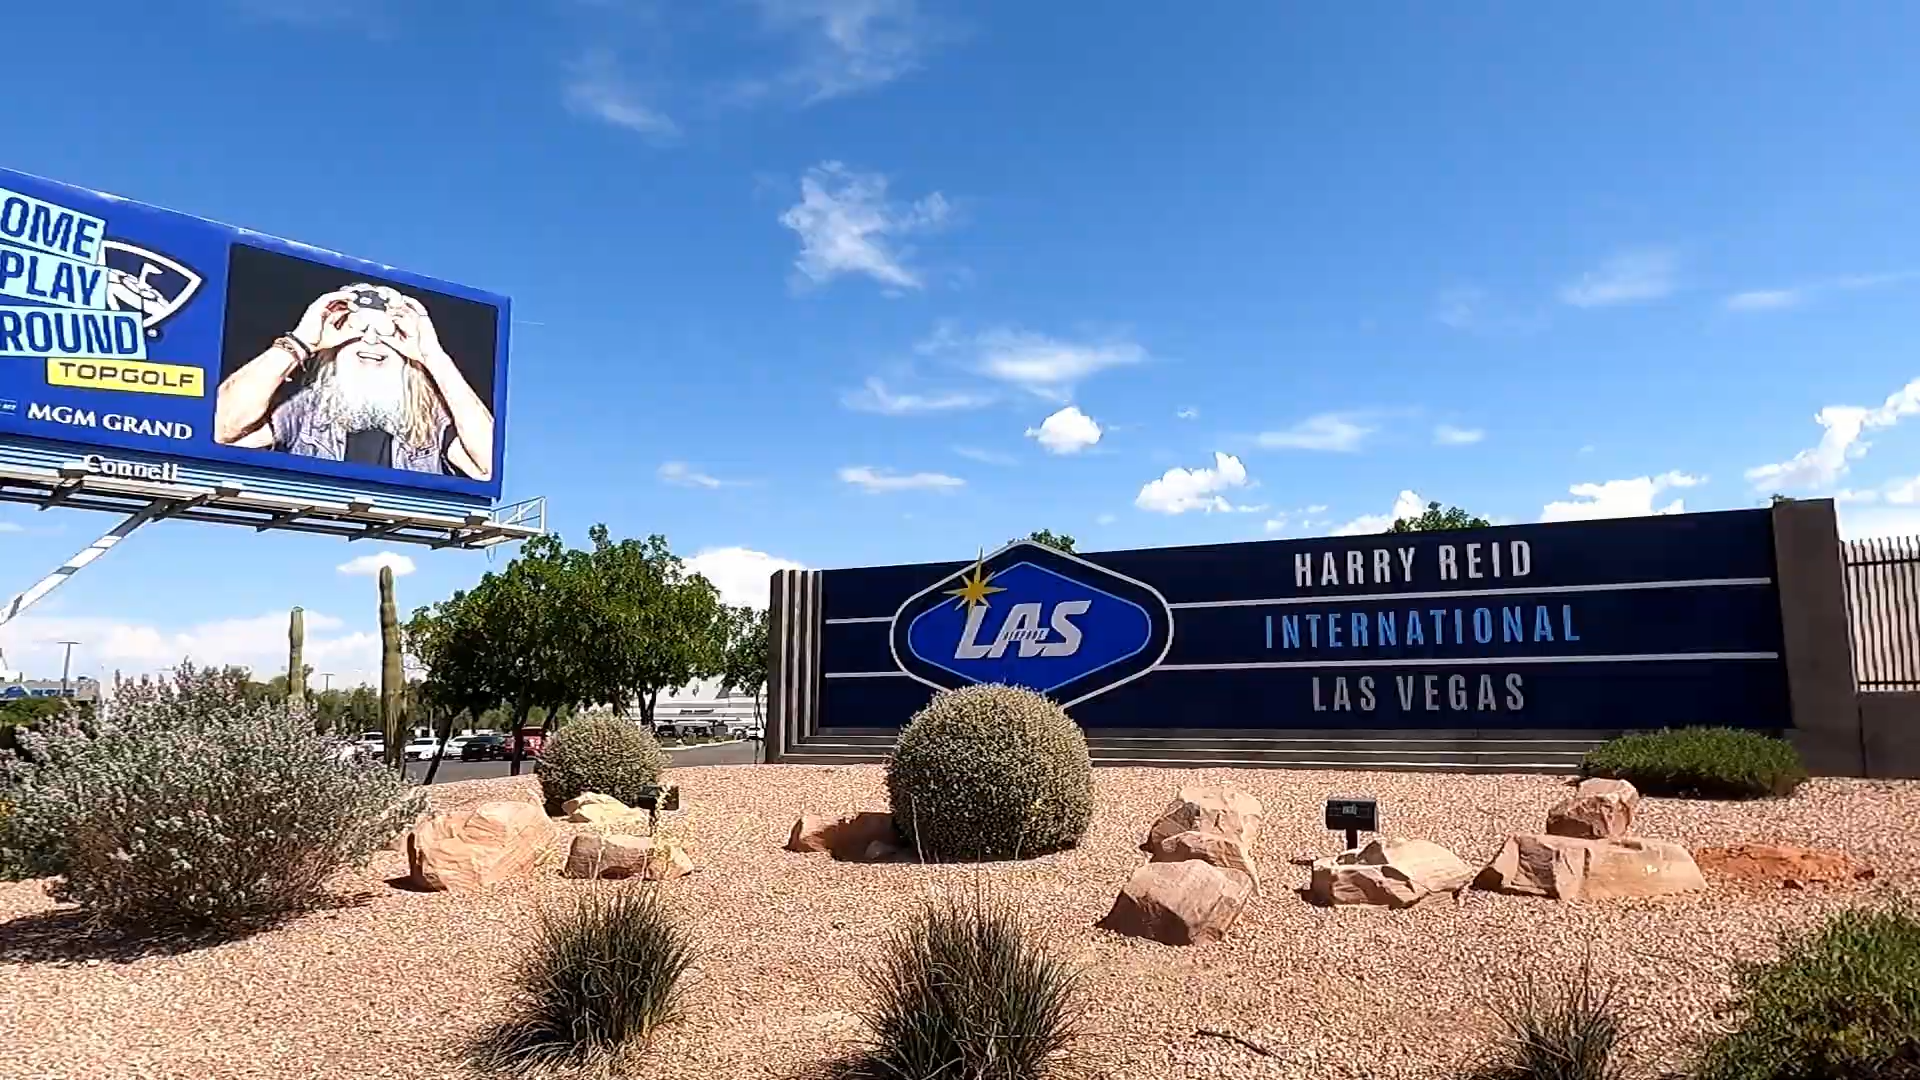 OME
PLAY
ROUND
TOPGOLF
MGM GRAND
Connell
LAS
HARRY REID
INTERNATIONAL
LAS VEGAS